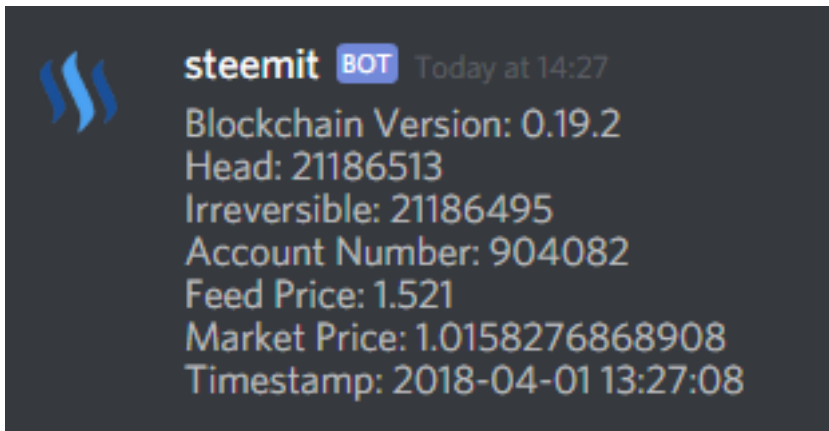 steemit BOT Today at 14:27
Blockchain Version: 0.19.2
Head: 21186513
Irreversible: 21186495
Account Number: 904082
Feed Price: 1.521
Market Price: 1.0158276868908
Timestamp: 2018-04-01 13:27:08